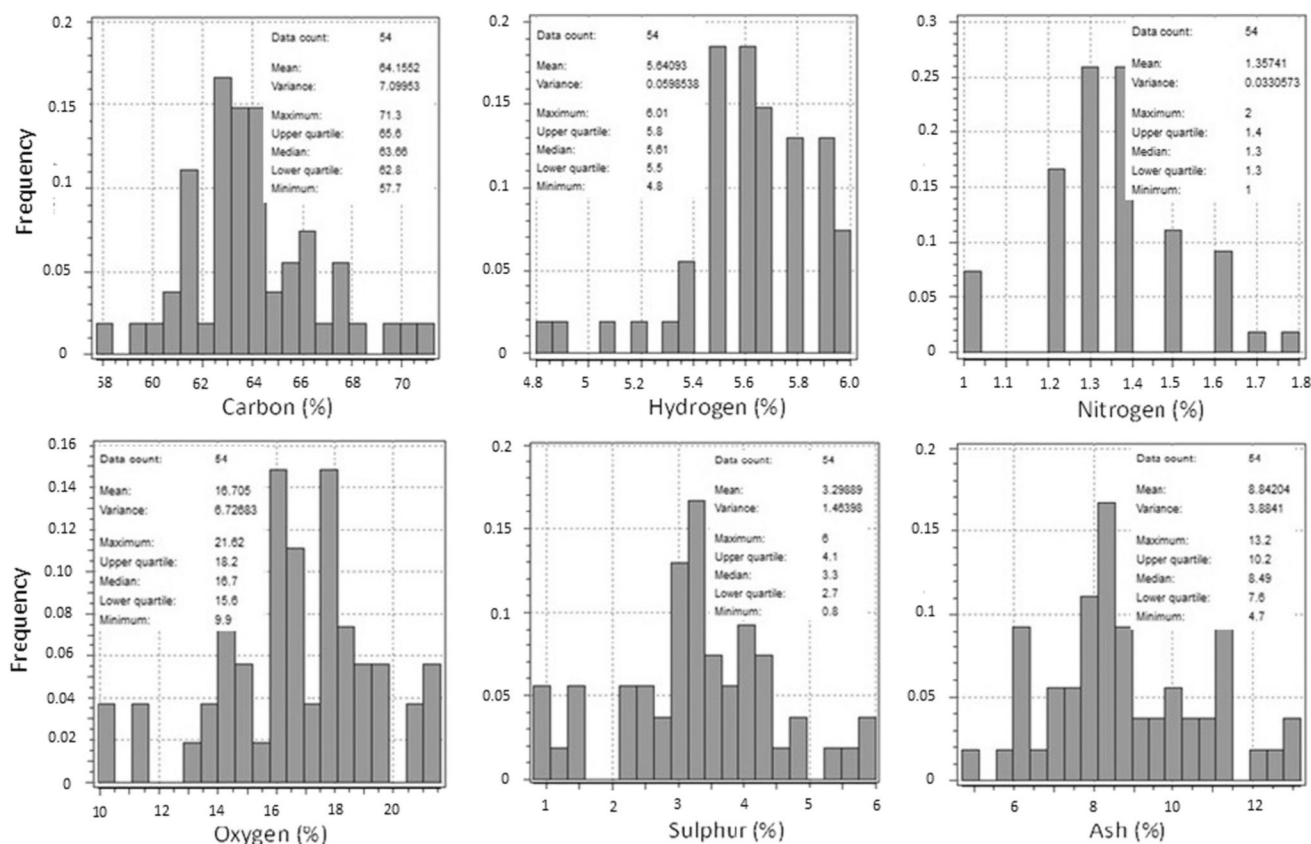 Frequency
0.2
0.15
0.1
0.05
0
Data count: 54
Mean: 64.1552
Variance: 7.09953
Maximum: 71.3
Upper quartile: 65.6
Median: 63.66
Lower quartile: 62.8
Minimum: 57.7
58 60 62 64 66 68 70
Carbon (%)
0.2
0.15
0.1
0.05
0
Data count: 54
Mean: 5.64093
Variance: 0.0598538
Maximum: 6.01
Upper quartile: 5.8
Median: 5.61
Lower quartile: 5.5
Minimum: 4.8
4.8 5 5.2 5.4 5.6 5.8 6.0
Hydrogen (%)
0.3
0.25
0.2
0.15
0.1
0.05
0
Data count: 54
Mean: 1.35741
Variance: 0.0330573
Maximum: 2
Upper quartile: 1.4
Median: 1.3
Lower quartile: 1.3
Minimum: 1
1 1.1 1.2 1.3 1.4 1.5 1.6 1.7 1.8
Nitrogen (%)
Frequency
0.16
0.14
0.12
0.10
0.08
0.06
0.04
0.02
0
Data count: 54
Mean: 16.705
Variance: 6.72683
Maximum: 21.62
Upper quartile: 18.2
Median: 16.7
Lower quartile: 15.6
Minimum: 9.9
10 12 14 16 18 20
Oxygen (%)
0.2
0.15
0.1
0.05
0
Data count: 54
Mean: 3.29889
Variance: 1.46398
Maximum: 6
Upper quartile: 4.1
Median: 3.3
Lower quartile: 2.7
Minimum: 0.8
1 2 3 4 5 6
Sulphur (%)
0.2
0.15
0.1
0.05
0
Data count: 54
Mean: 8.84204
Variance: 3.8841
Maximum: 13.2
Upper quartile: 10.2
Median: 8.49
Lower quartile: 7.6
Minimum: 4.7
6 8 10 12
Ash (%)